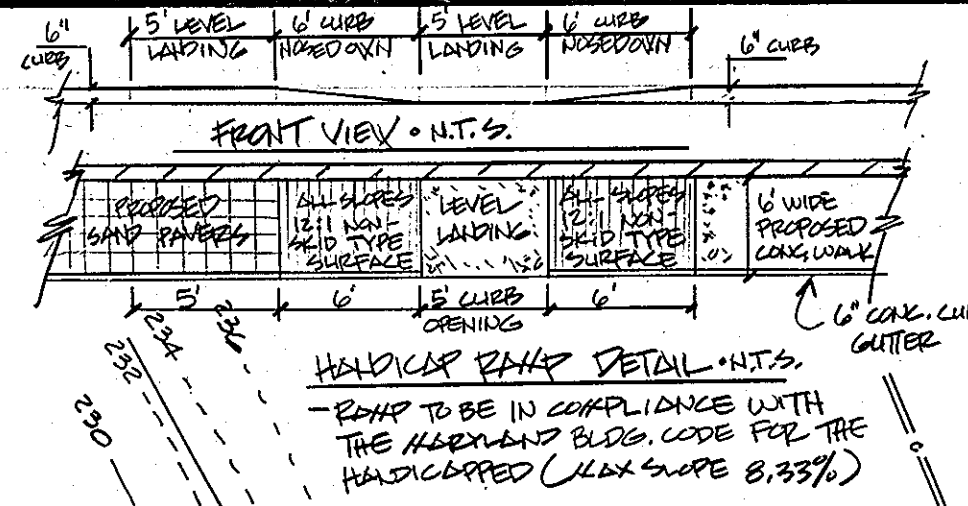 6" CURB
5' LEVEL LANDING
6' CURB NOSEDOWN
5' LEVEL LANDING
6' CURB NOSEDOWN
6" CURB
FRONT VIEW • N.T.S.
PROPOSED SAND PAVERS
ALL SLOPES 12:1 NON-SKID TYPE SURFACE
LEVEL LANDING
ALL SLOPES 12:1 NON-SKID TYPE SURFACE
6' WIDE PROPOSED CONC. WALK
5'
6'
5' CURB OPENING
6'
6" CONC. CUR
GUTTER
HANDICAP RAMP DETAIL • N.T.S.
- RAMP TO BE IN COMPLIANCE WITH
THE MARYLAND BLDG. CODE FOR THE
HANDICAPPED (MAX SLOPE 8.33%)
230
232
234
236